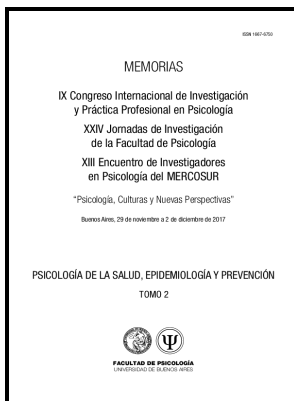 ISSN 1667-6750
MEMORIAS
IX Congreso Internacional de Investigación
y Práctica Profesional en Psicología
XXIV Jornadas de Investigación
de la Facultad de Psicología
XIII Encuentro de Investigadores
en Psicología del MERCOSUR
"Psicología, Culturas y Nuevas Perspectivas"
Buenos Aires, 29 de noviembre a 2 de diciembre de 2017
PSICOLOGÍA DE LA SALUD, EPIDEMIOLOGÍA Y PREVENCIÓN
TOMO 2
FACULTAD DE PSICOLOGÍA
UNIVERSIDAD DE BUENOS AIRES